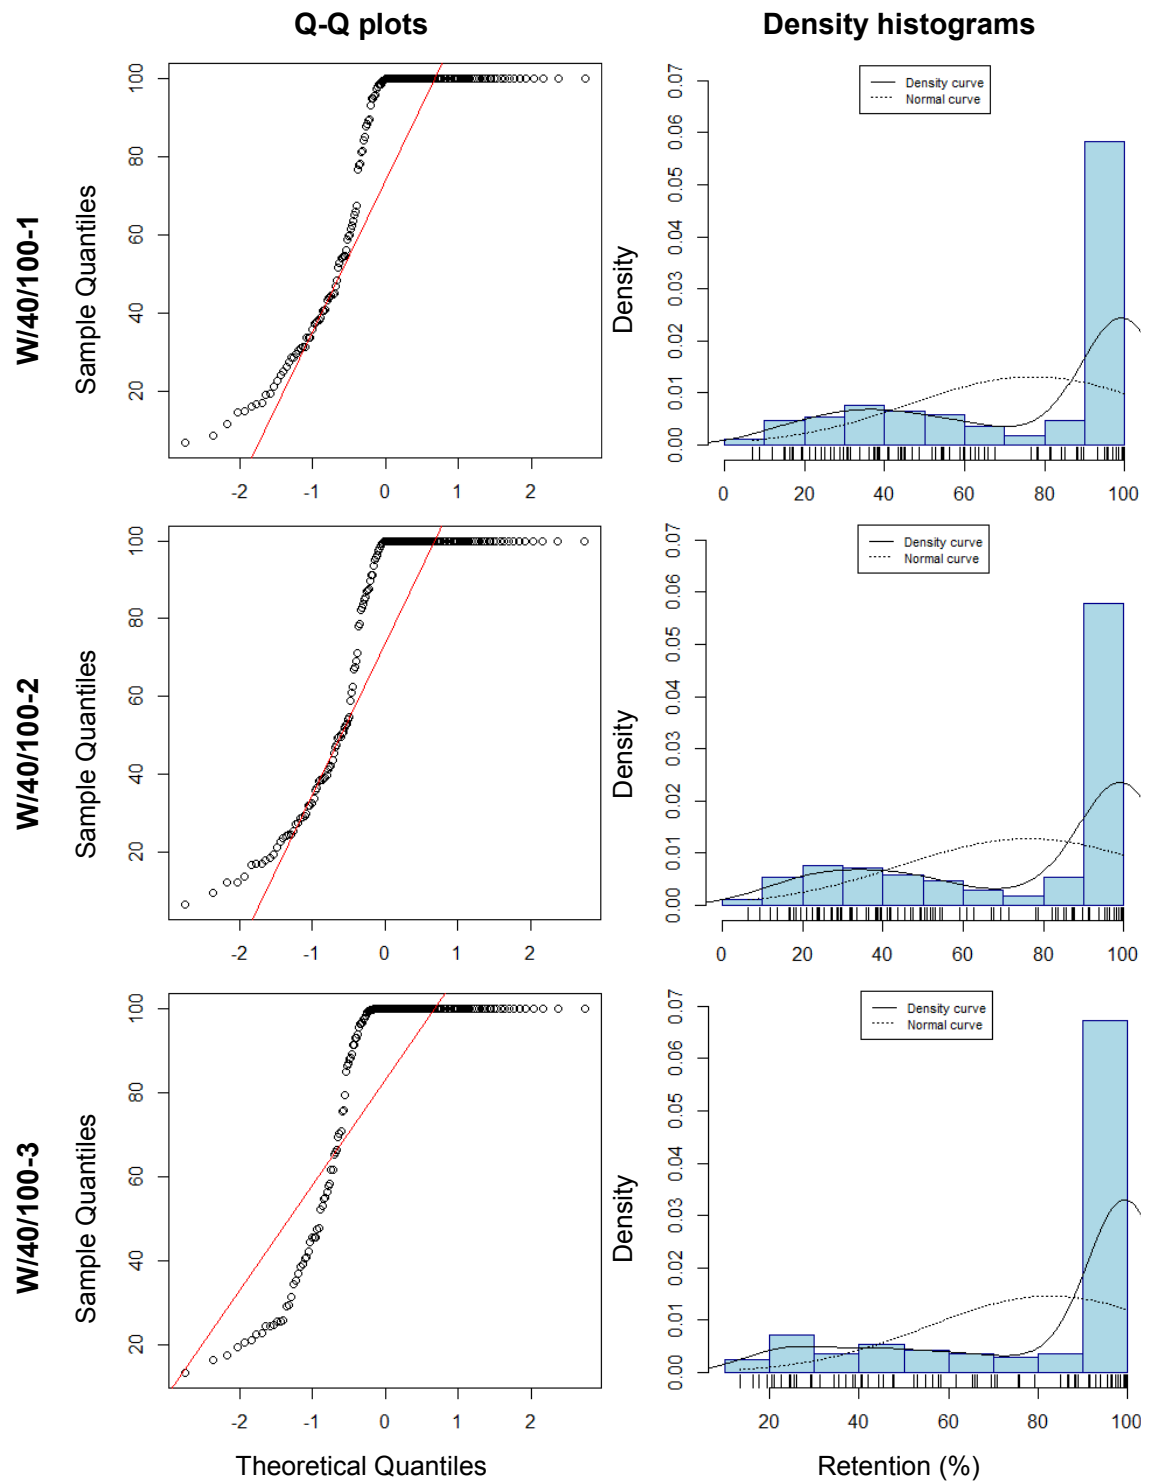 Q-Q plots
Density histograms
W/40/100-1
Sample Quantiles
100
80
60
40
20
-2 -1 0 1 2
Density
0.07
0.06
0.05
0.04
0.03
0.02
0.01
0.00
Density curve
Normal curve
0 20 40 60 80 100
W/40/100-2
Sample Quantiles
100
80
60
40
20
-2 -1 0 1 2
Density
0.07
0.06
0.05
0.04
0.03
0.02
0.01
0.00
Density curve
Normal curve
0 20 40 60 80 100
W/40/100-3
Sample Quantiles
100
80
60
40
20
-2 -1 0 1 2
Theoretical Quantiles
Density
0.07
0.06
0.05
0.04
0.03
0.02
0.01
0.00
Density curve
Normal curve
20 40 60 80 100
Retention (%)